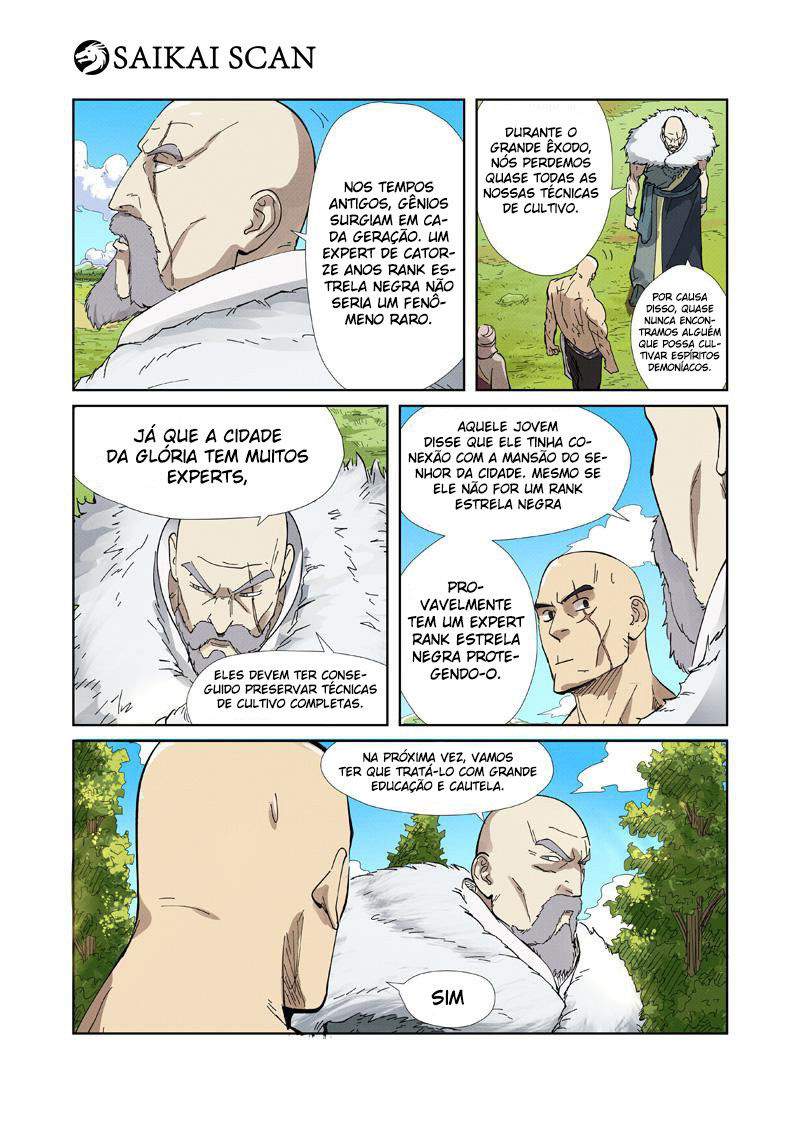 SAIKAI SCAN
NOS TEMPOS
ANTIGOS, GÊNIOS
SURGIAM EM CA-
DA GERAÇÃO. UM
EXPERT DE CATOR-
ZE ANOS RANK ES-
TRELA NEGRA NÃO
SERIA UM FENÔ-
MENO RARO.
DURANTE O
GRANDE ÊXODO,
NÓS PERDEMOS
QUASE TODAS AS
NOSSAS TÉCNICAS
DE CULTIVO.
POR CAUSA
DISSO, QUASE
NUNCA ENCON-
TRAMOS ALGUÉM
QUE POSSA CUL-
TIVAR ESPÍRITOS
DEMONÍACOS.
JÁ QUE A CIDADE
DA GLÓRIA TEM MUITOS
EXPERTS,
ELES DEVEM TER CONSE-
GUIDO PRESERVAR TÉCNICAS
DE CULTIVO COMPLETAS.
AQUELE JOVEM
DISSE QUE ELE TINHA CO-
NEXÃO COM A MANSÃO DO SE-
NHOR DA CIDADE. MESMO SE
ELE NÃO FOR UM RANK
ESTRELA NEGRA
PRO-
VAVELMENTE
TEM UM EXPERT
RANK ESTRELA
NEGRA PROTE-
GENDO-O.
NA PRÓXIMA VEZ, VAMOS
TER QUE TRATÁ-LO COM GRANDE
EDUCAÇÃO E CAUTELA.
SIM